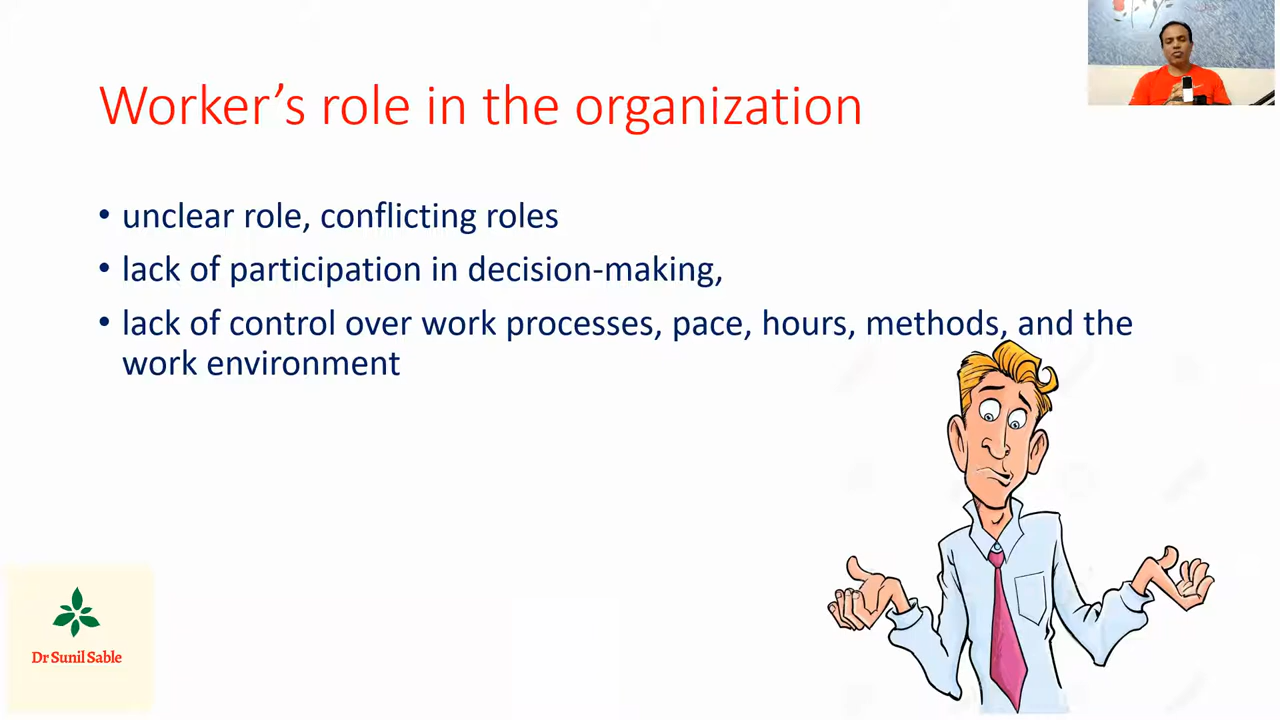 Worker’s role in the organization
• unclear role, conflicting roles
• lack of participation in decision-making,
• lack of control over work processes, pace, hours, methods, and the
work environment
Dr Sunil Sable